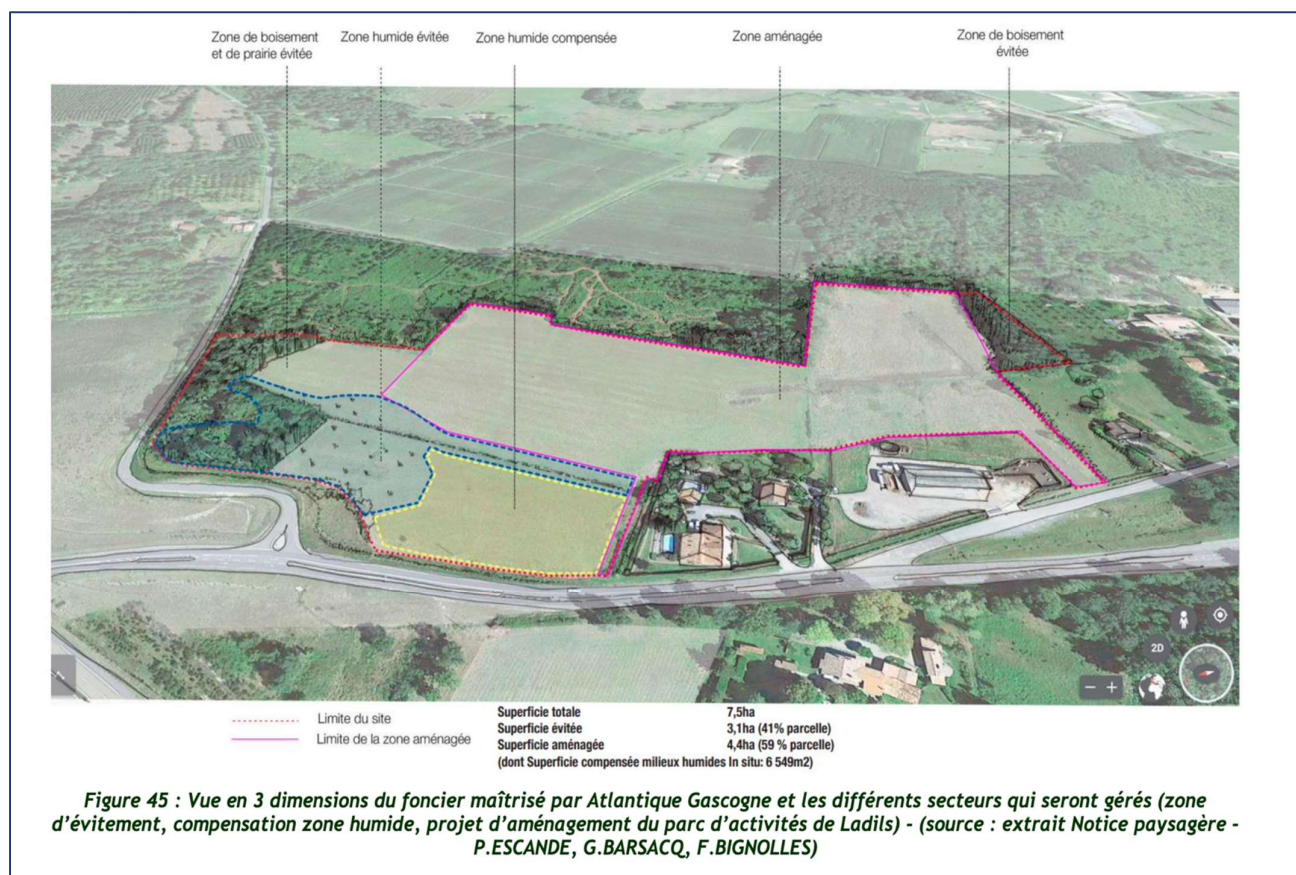 Zone de boisement
et de prairie évitée
Zone humide évitée
Zone humide compensée
Zone aménagée
Zone de boisement
évitée
2D
Limite du site
Limite de la zone aménagée
Superficie totale 7,5ha
Superficie évitée 3,1ha (41% parcelle)
Superficie aménagée 4,4ha (59 % parcelle)
(dont Superficie compensée milieux humides In situ: 6 549m2)
Figure 45 : Vue en 3 dimensions du foncier maîtrisé par Atlantique Gascogne et les différents secteurs qui seront gérés (zone
d'évitement, compensation zone humide, projet d'aménagement du parc d'activités de Ladils) - (source : extrait Notice paysagère -
P.ESCANDE, G.BARSACQ, F.BIGNOLLES)